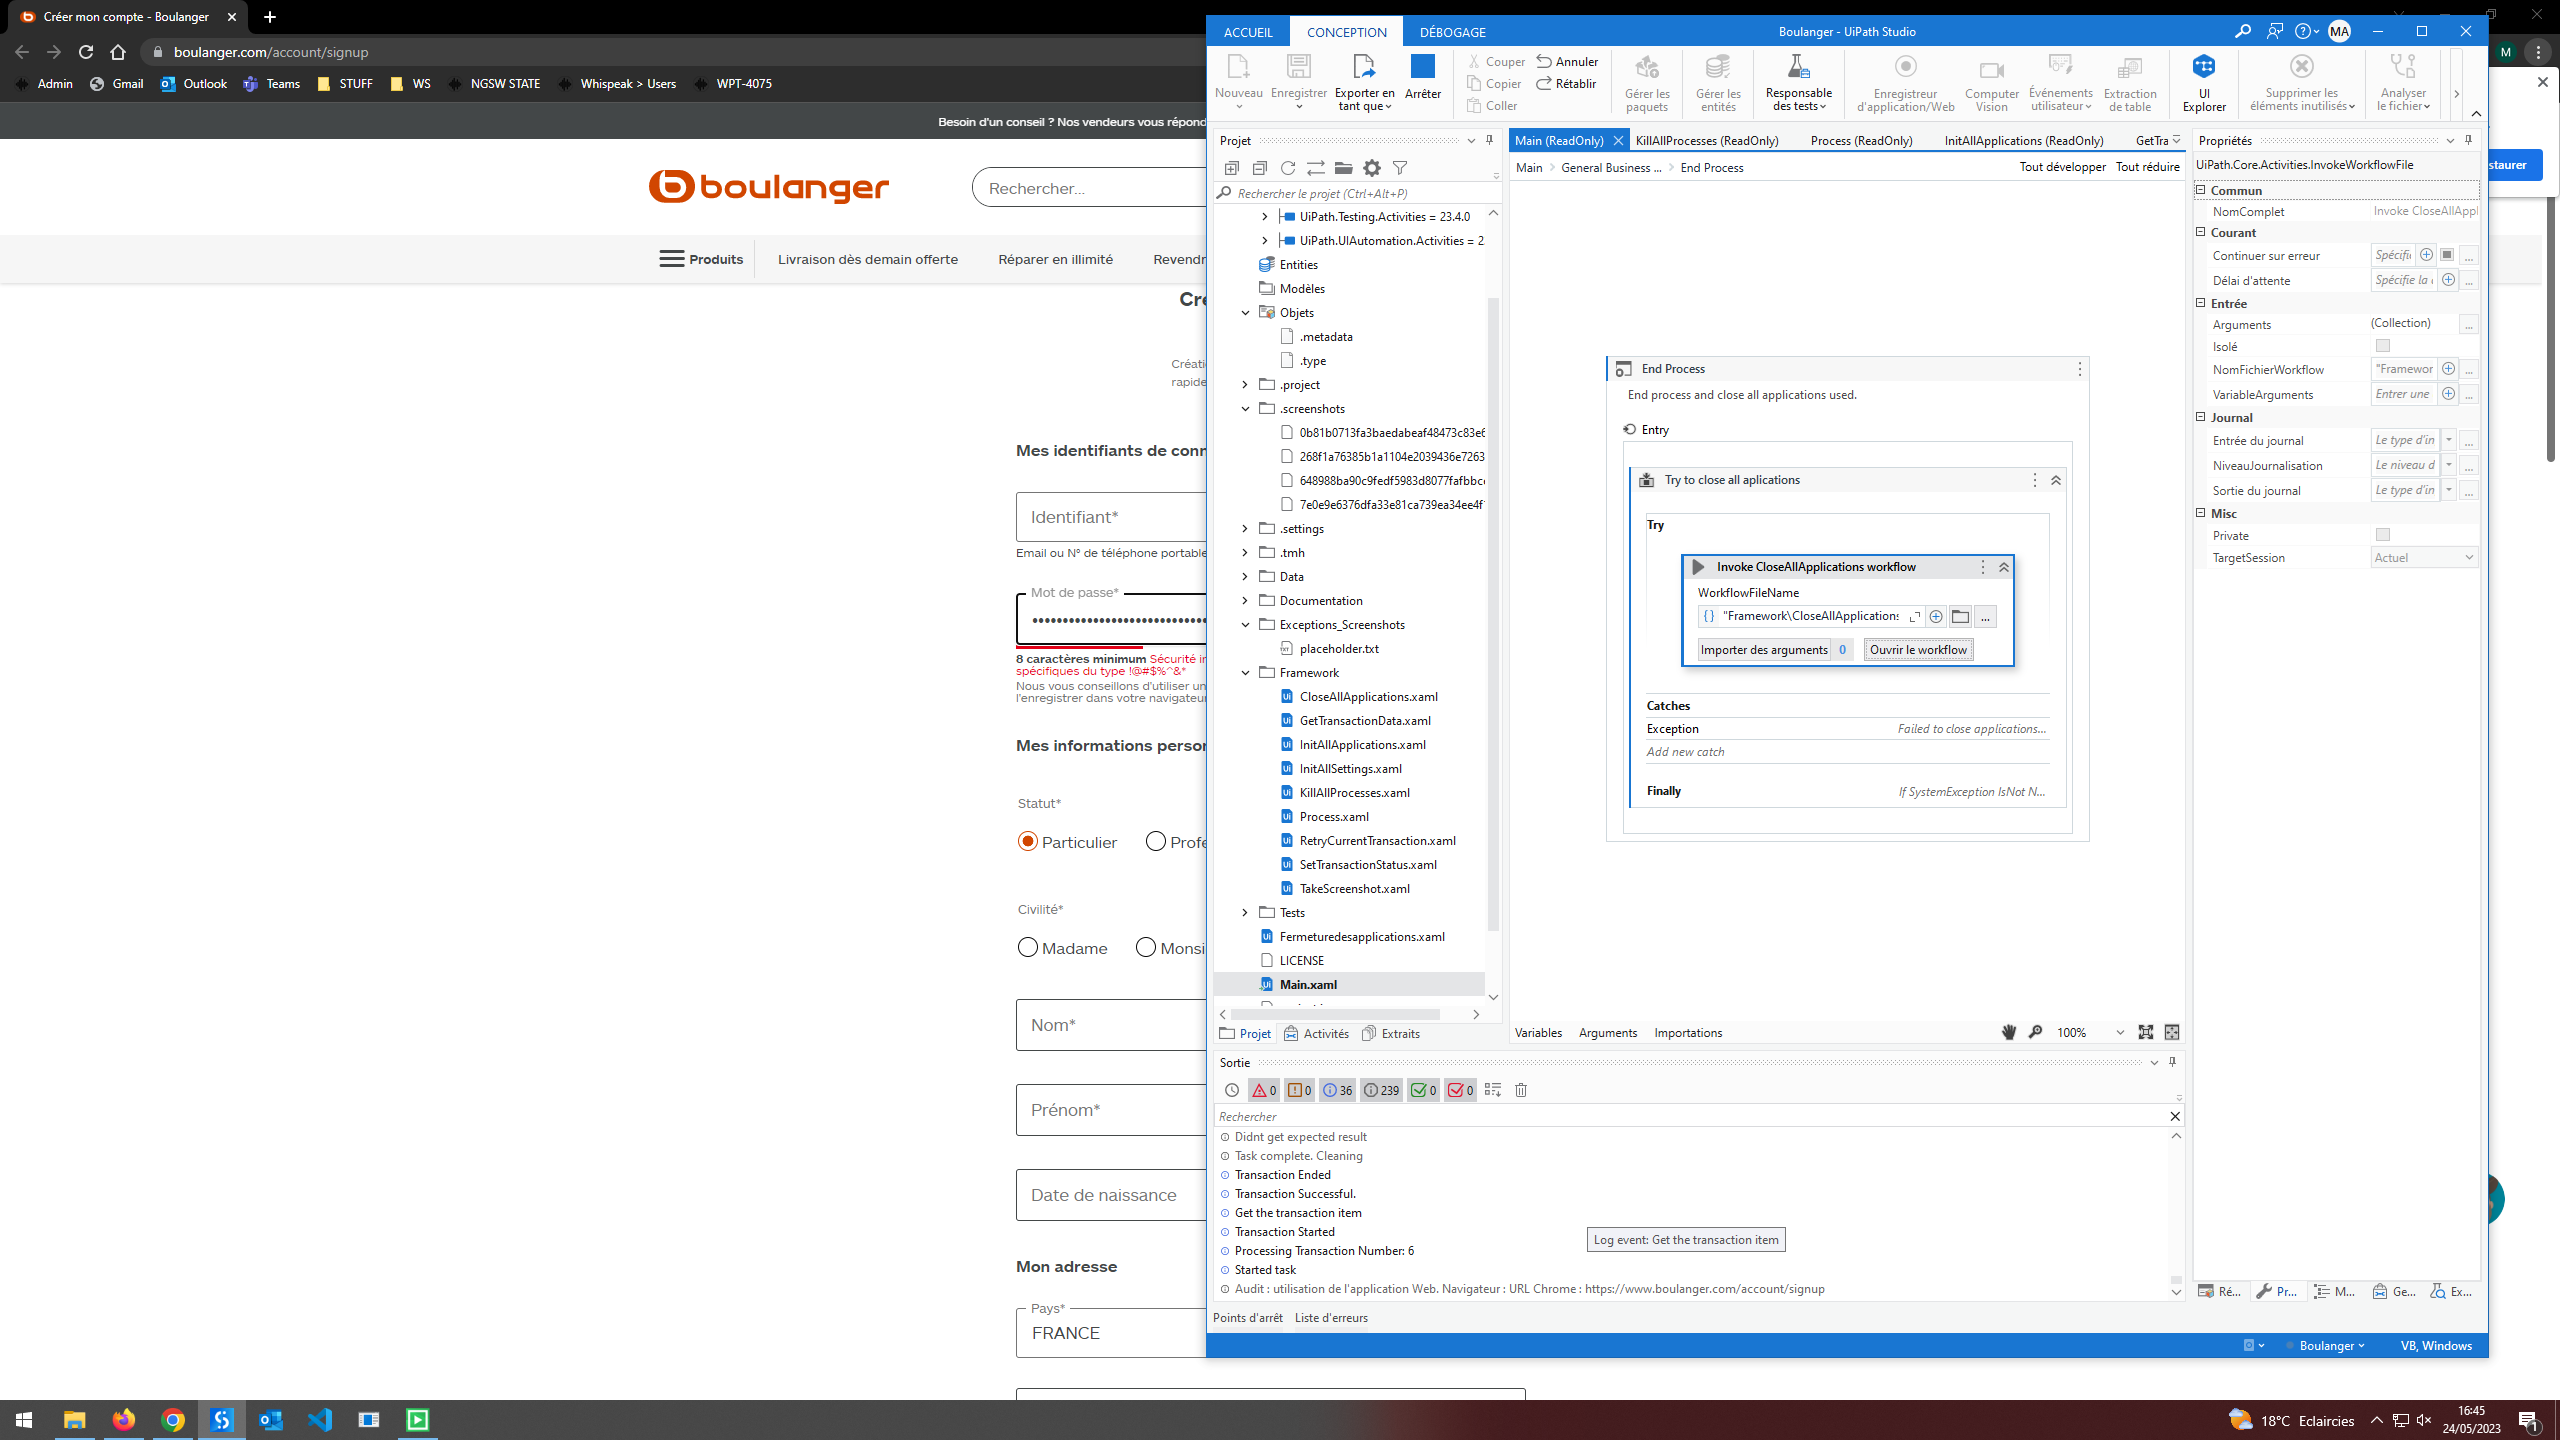 Créer mon compte - Boulanger
boulanger.com/account/signup
Admin
Gmail
Outlook
Teams
STUFF
WS
NGSW STATE
Whispeak > Users
WPT-4075
M
Besoin d'un conseil ? Nos vendeurs vous répond
boulanger
Rechercher...
Produits
Livraison dès demain offerte
Réparer en illimité
Revendr
Cre
Créati
rapide
Mes identifiants de conn
Identifiant*
Email ou N° de téléphone portable
Mot de passe*
8 caractères minimum Sécurité in
spécifiques du type !@#$%^&*
Nous vous conseillons d'utiliser un
l'enregistrer dans votre navigateur
Mes informations person
Statut*
Particulier
Profe
Civilité*
Madame
Monsi
Nom*
Prénom*
Date de naissance
Mon adresse
Pays*
FRANCE
ACCUEIL
CONCEPTION
DÉBOGAGE
Boulanger - UiPath Studio
MA
Nouveau
Enregistrer
Exporter en
tant que
Arrêter
Couper
Copier
Coller
Annuler
Rétablir
Gérer les
paquets
Gérer les
entités
Responsable
des tests
Enregistreur
d'application/Web
Computer
Vision
Événements
utilisateur
Extraction
de table
UI
Explorer
Supprimer les
éléments inutilisés
Analyser
le fichier
staurer
Projet
Rechercher le projet (Ctrl+Alt+P)
UiPath.Testing.Activities = 23.4.0
UiPath.UIAutomation.Activities = 2
Entities
Modèles
Objets
.metadata
.type
.project
.screenshots
0b81b0713fa3baedabeaf48473c83e6
268f1a76385b1a1104e2039436e7263
648988ba90c9fedf5983d8077fafbbc
7e0e9e6376dfa33e81ca739ea34ee4f
.settings
.tmh
Data
Documentation
Exceptions_Screenshots
placeholder.txt
Framework
CloseAllApplications.xaml
GetTransactionData.xaml
InitAllApplications.xaml
InitAllSettings.xaml
KillAllProcesses.xaml
Process.xaml
RetryCurrentTransaction.xaml
SetTransactionStatus.xaml
TakeScreenshot.xaml
Tests
Fermeturedesapplications.xaml
LICENSE
Main.xaml
Projet
Activités
Extraits
Main (ReadOnly)
KillAllProcesses (ReadOnly)
Process (ReadOnly)
InitAllApplications (ReadOnly)
GetTra
Main
General Business ...
End Process
Tout développer
Tout réduire
End Process
End process and close all applications used.
Entry
Try to close all aplications
Try
Invoke CloseAllApplications workflow
WorkflowFileName
"Framework\CloseAllApplications
...
Importer des arguments
0
Ouvrir le workflow
Catches
Exception
Failed to close applications...
Add new catch
Finally
If SystemException IsNot N...
Variables
Arguments
Importations
100%
Propriétés
UiPath.Core.Activities.InvokeWorkflowFile
Commun
NomComplet
Invoke CloseAllAppl
Courant
Continuer sur erreur
Spécifi
...
Délai d'attente
Spécifie la
...
Entrée
Arguments
(Collection)
...
Isolé
NomFichierWorkflow
"Framewor
...
VariableArguments
Entrer une
...
Journal
Entrée du journal
Le type d'in
...
NiveauJournalisation
Le niveau d
...
Sortie du journal
Le type d'in
...
Misc
Private
TargetSession
Actuel
Ré...
Pr...
M...
Ge...
Ex...
Sortie
0
0
36
239
0
0
Rechercher
Didnt get expected result
Task complete. Cleaning
Transaction Ended
Transaction Successful.
Get the transaction item
Transaction Started
Log event: Get the transaction item
Processing Transaction Number: 6
Started task
Audit : utilisation de l'application Web. Navigateur : URL Chrome : https://www.boulanger.com/account/signup
Points d'arrêt
Liste d'erreurs
Boulanger
VB, Windows
18°C Eclaircies
16:45
24/05/2023
1